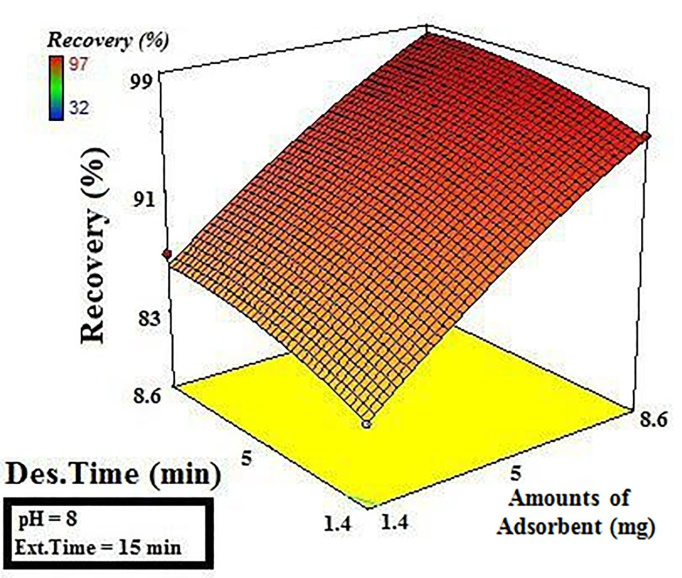 Recovery (%)
97
32
99
91
83
8.6
Recovery (%)
Des.Time (min)
5
1.4
1.4
5
8.6
Amounts of
Adsorbent (mg)
pH = 8
Ext.Time = 15 min